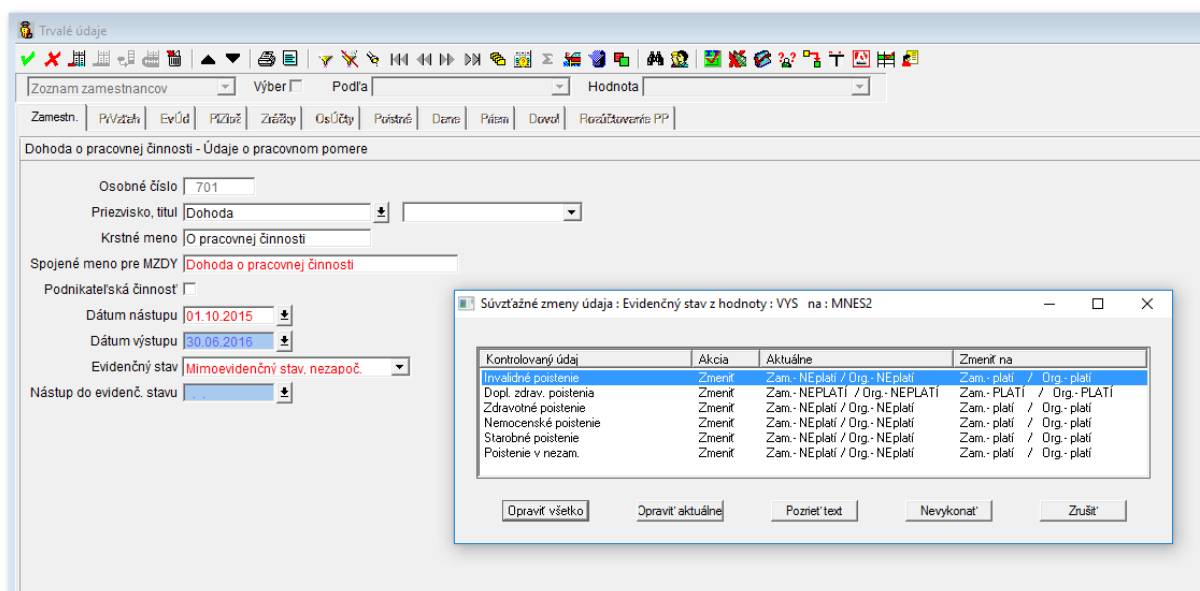 Trvalé údaje
Zoznam zamestnancov Výber Podľa Hodnota
Zamestn. PrVzťah EvÚd PlZlož Zrážky OsÚčty Poistné Dane Priem Dovol Rozúčtovanie PP
Dohoda o pracovnej činnosti - Údaje o pracovnom pomere
Osobné číslo 701
Priezvisko, titul Dohoda
Krstné meno O pracovnej činnosti
Spojené meno pre MZDY Dohoda o pracovnej činnosti
Podnikateľská činnosť
Dátum nástupu 01.10.2015
Dátum výstupu 30.06.2016
Evidenčný stav Mimoevidenčný stav, nezapoč.
Nástup do evidenč. stavu . .
Súvzťažné zmeny údaja : Evidenčný stav z hodnoty : VYS na : MNES2
Kontrolovaný údaj Akcia Aktuálne Zmeniť na
Invalidné poistenie Zmeniť Zam.- NEplatí / Org.- NEplatí Zam.- platí / Org.- platí
Dopl. zdrav. poistenia Zmeniť Zam.- NEPLATÍ / Org.- NEPLATÍ Zam.- PLATÍ / Org.- PLATÍ
Zdravotné poistenie Zmeniť Zam.- NEplatí / Org.- NEplatí Zam.- platí / Org.- platí
Nemocenské poistenie Zmeniť Zam.- NEplatí / Org.- NEplatí Zam.- platí / Org.- platí
Starobné poistenie Zmeniť Zam.- NEplatí / Org.- NEplatí Zam.- platí / Org.- platí
Poistenie v nezam. Zmeniť Zam.- NEplatí / Org.- NEplatí Zam.- platí / Org.- platí
Opraviť všetko Opraviť aktuálne Pozrieť text Nevykonať Zrušiť